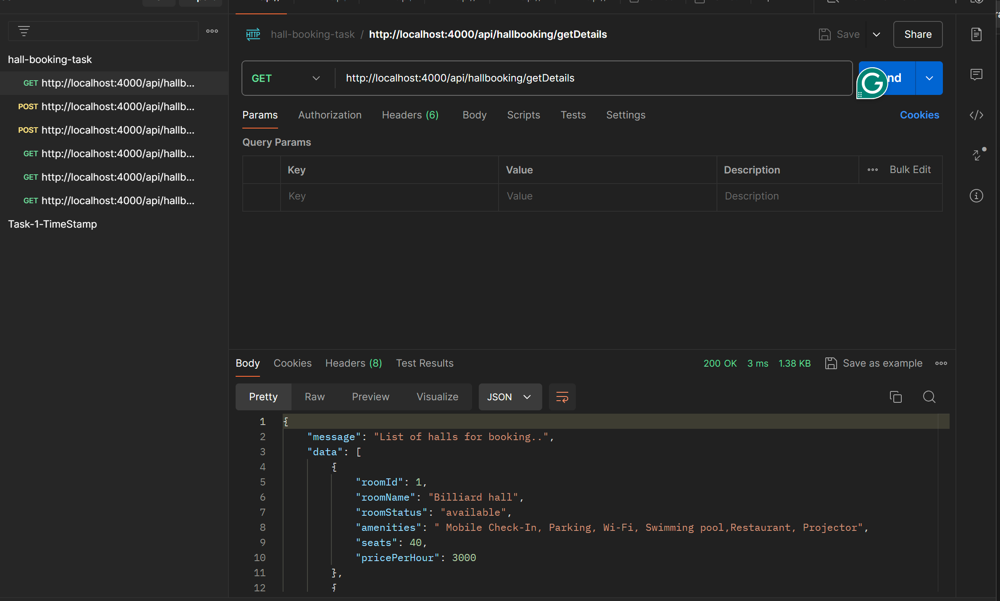 hall-booking-task
GET http://localhost:4000/api/hallb...
POST http://localhost:4000/api/hallb...
POST http://localhost:4000/api/hallb...
GET http://localhost:4000/api/hallb...
GET http://localhost:4000/api/hallb...
GET http://localhost:4000/api/hallb...
Task-1-TimeStamp
HTTP hall-booking-task / http://localhost:4000/api/hallbooking/getDetails
Save
Share
GET http://localhost:4000/api/hallbooking/getDetails
Params Authorization Headers (6) Body Scripts Tests Settings Cookies
Query Params
Key Value Description Bulk Edit
Key Value Description
Body Cookies Headers (8) Test Results 200 OK 3 ms 1.38 KB Save as example
Pretty Raw Preview Visualize JSON
1 {
2 "message": "List of halls for booking..",
3 "data": [
4 {
5 "roomId": 1,
6 "roomName": "Billiard hall",
7 "roomStatus": "available",
8 "amenities": " Mobile Check-In, Parking, Wi-Fi, Swimming pool,Restaurant, Projector",
9 "seats": 40,
10 "pricePerHour": 3000
11 },
12 {